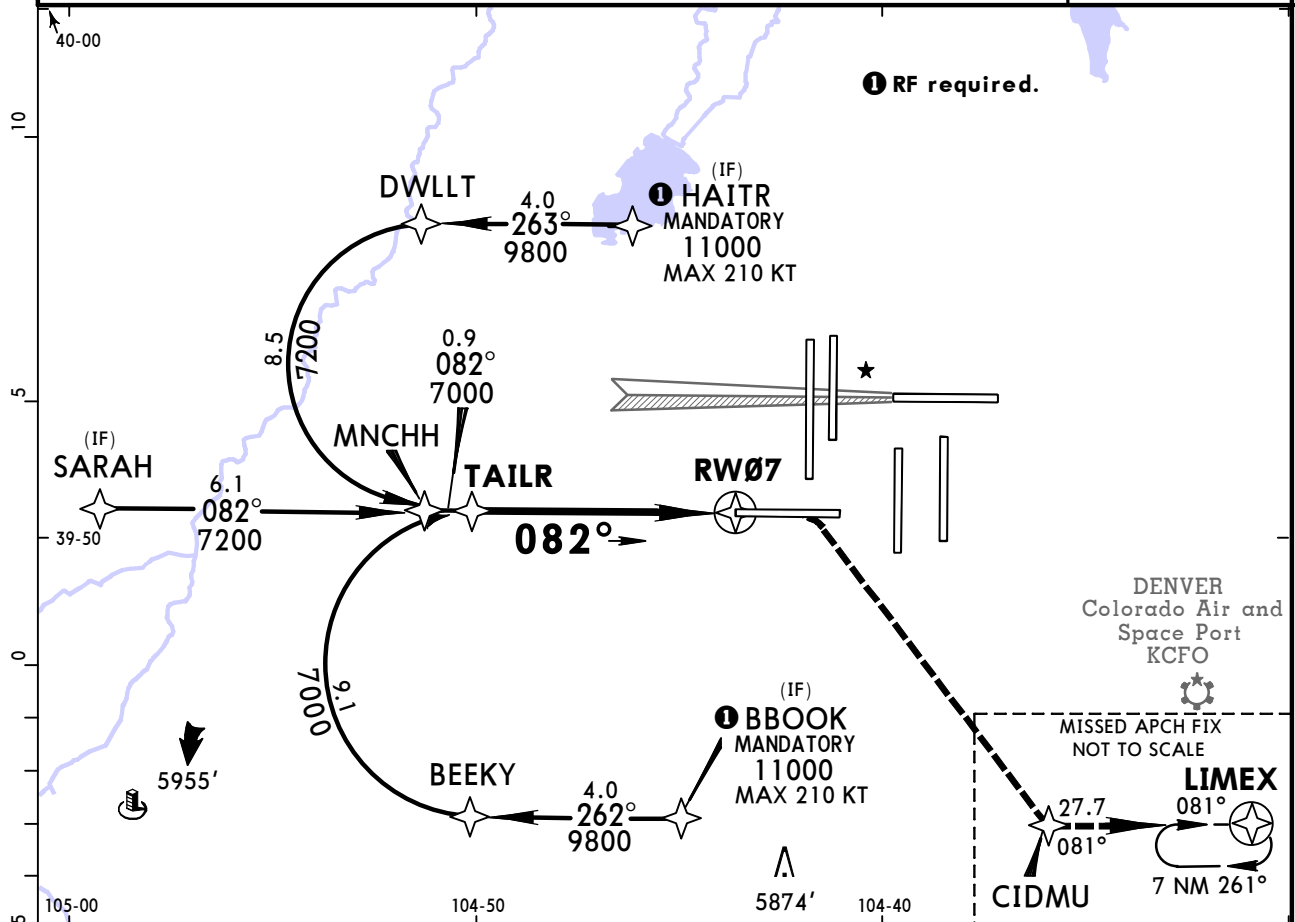 40-00
❶ RF required.
10
DWLLT
4.0
263°
9800
(IF)
❶ HAITR
MANDATORY
11000
MAX 210 KT
8.5
7200
0.9
082°
7000
5
MNCHH
(IF)
SARAH
TAILR
RWØ7
6.1
082°
7200
082°
39-50
DENVER
Colorado Air and
Space Port
KCFO
0
9.1
7000
(IF)
❶ BBOOK
MANDATORY
11000
MAX 210 KT
MISSED APCH FIX
NOT TO SCALE
5955'
BEEKY
4.0
262°
9800
LIMEX
27.7
081°
081°
7 NM 261°
CIDMU
5874'
105-00
104-50
104-40
5